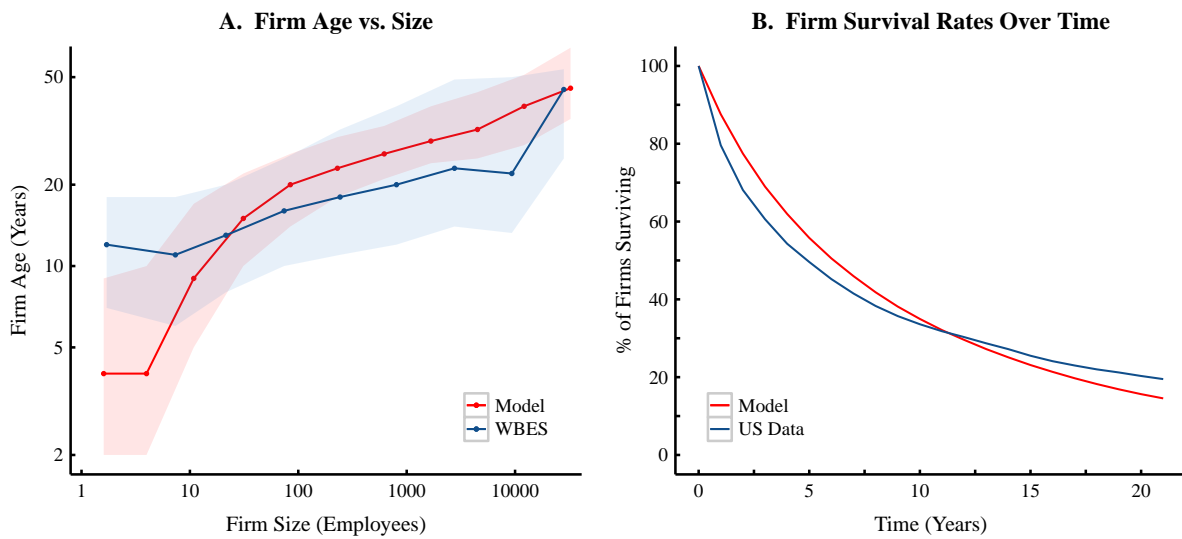 A. Firm Age vs. Size
Firm Age (Years)
50
20
10
5
2
1
10
100
1000
10000
Firm Size (Employees)
Model
WBES
B. Firm Survival Rates Over Time
% of Firms Surviving
100
80
60
40
20
0
0
5
10
15
20
Time (Years)
Model
US Data